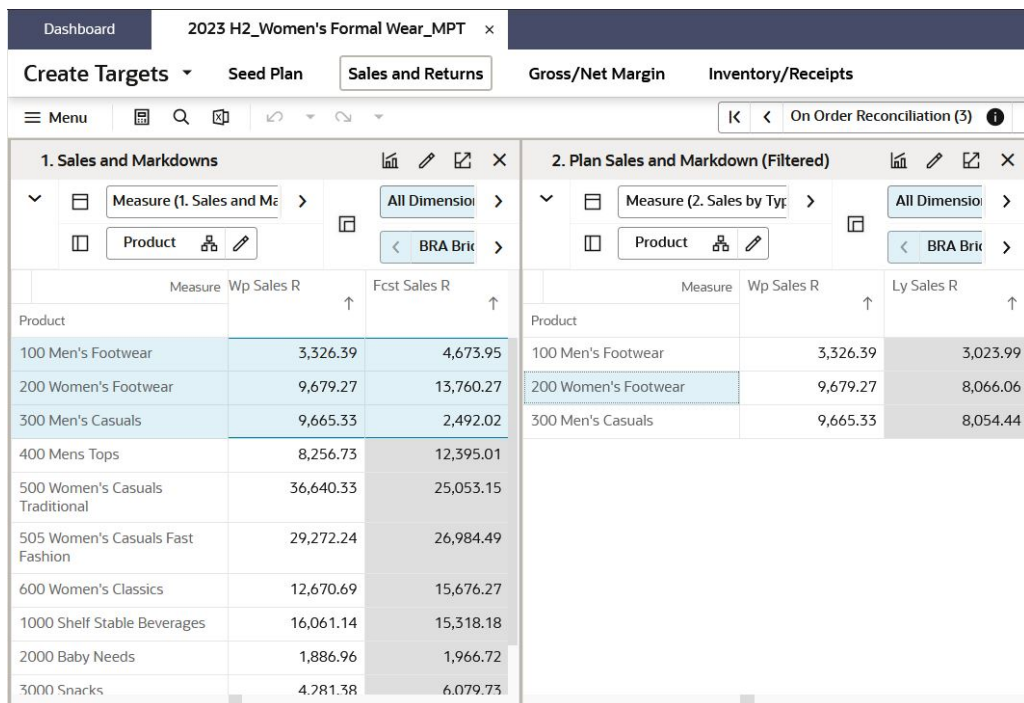 Dashboard
2023 H2_Women's Formal Wear_MPT ×
Create Targets Seed Plan Sales and Returns Gross/Net Margin Inventory/Receipts
Menu On Order Reconciliation (3)
1. Sales and Markdowns
Measure (1. Sales and Ma
All Dimension
Product
BRA Bric
Measure Wp Sales R Fcst Sales R
Product
100 Men's Footwear 3,326.39 4,673.95
200 Women's Footwear 9,679.27 13,760.27
300 Men's Casuals 9,665.33 2,492.02
400 Mens Tops 8,256.73 12,395.01
500 Women's Casuals
Traditional 36,640.33 25,053.15
505 Women's Casuals Fast
Fashion 29,272.24 26,984.49
600 Women's Classics 12,670.69 15,676.27
1000 Shelf Stable Beverages 16,061.14 15,318.18
2000 Baby Needs 1,886.96 1,966.72
3000 Snacks 4,281.38 6,079.73
2. Plan Sales and Markdown (Filtered)
Measure (2. Sales by Typ
All Dimension
Product
BRA Bric
Measure Wp Sales R Ly Sales R
Product
100 Men's Footwear 3,326.39 3,023.99
200 Women's Footwear 9,679.27 8,066.06
300 Men's Casuals 9,665.33 8,054.44